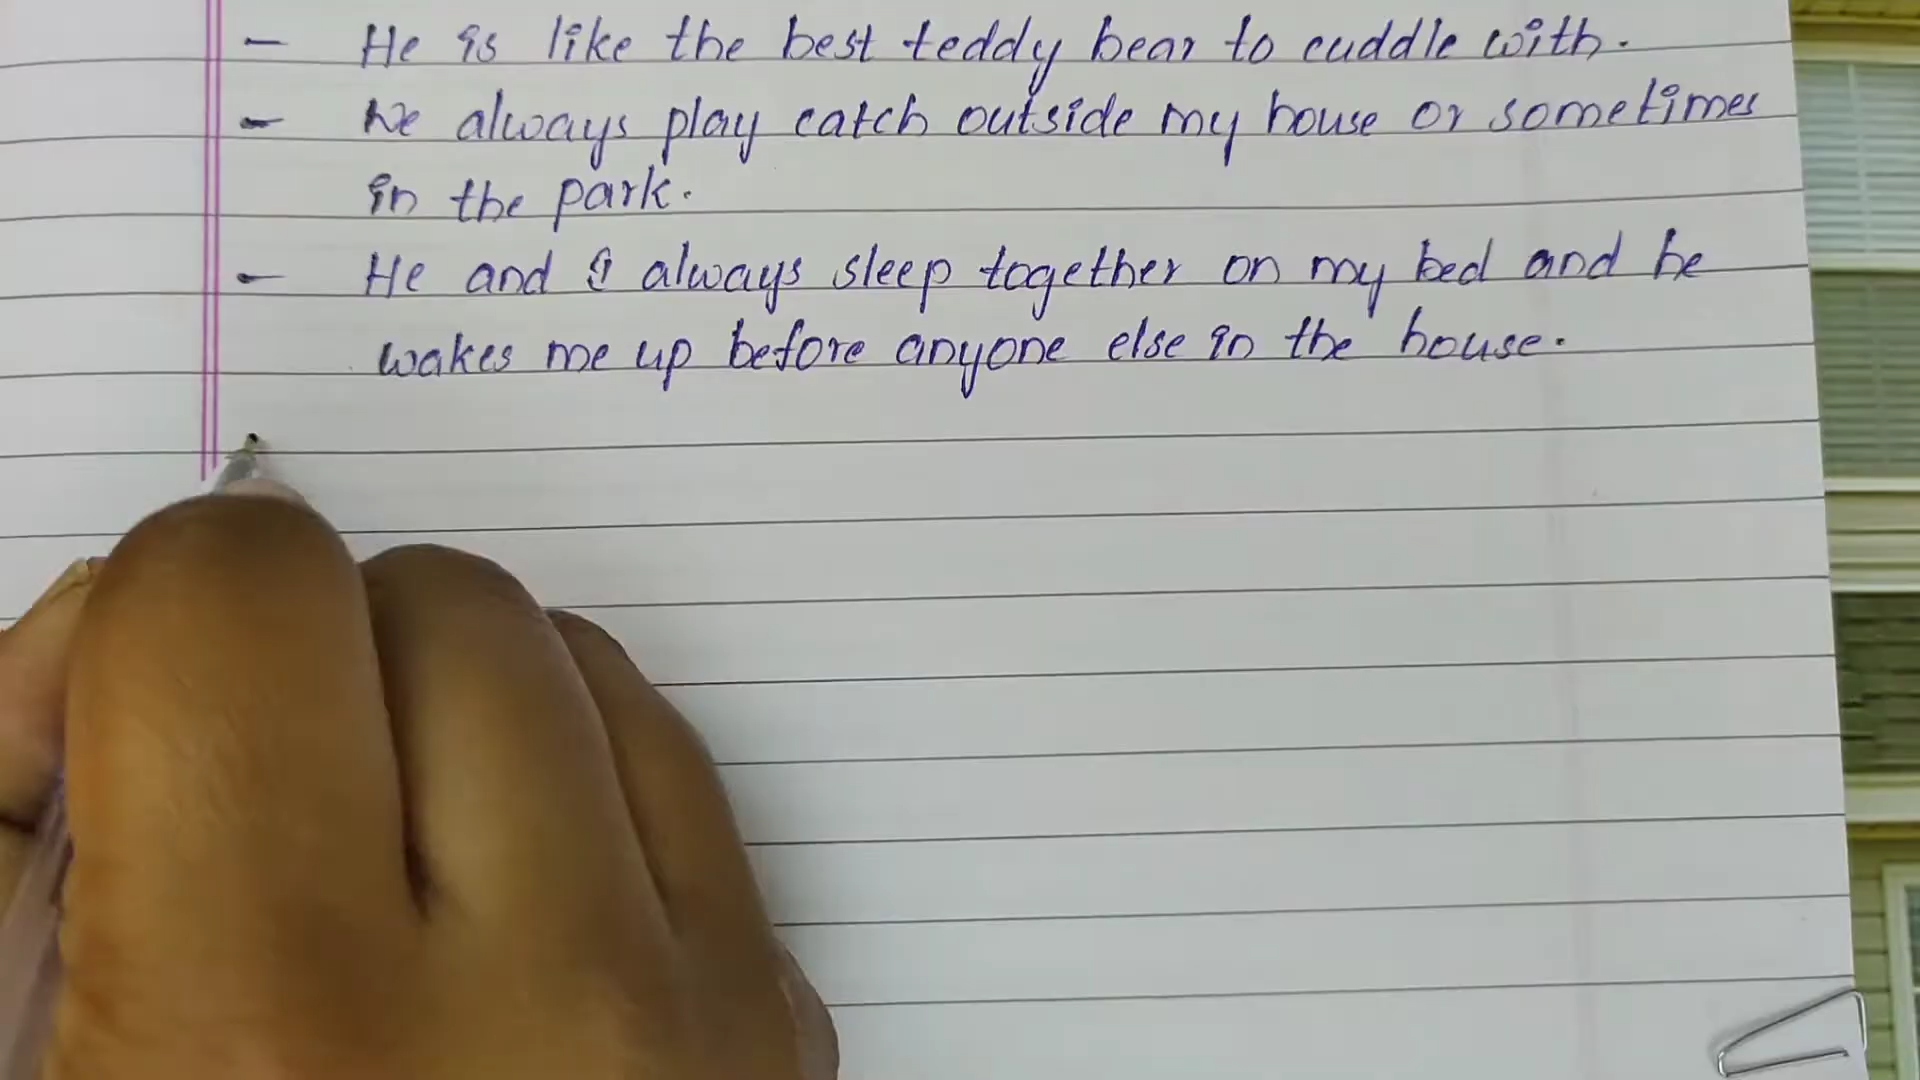 - He is like the best teddy bear to cuddle with.
- We always play catch outside my house or sometimes
in the park.
- He and I always sleep together on my bed and he
wakes me up before anyone else in the house.